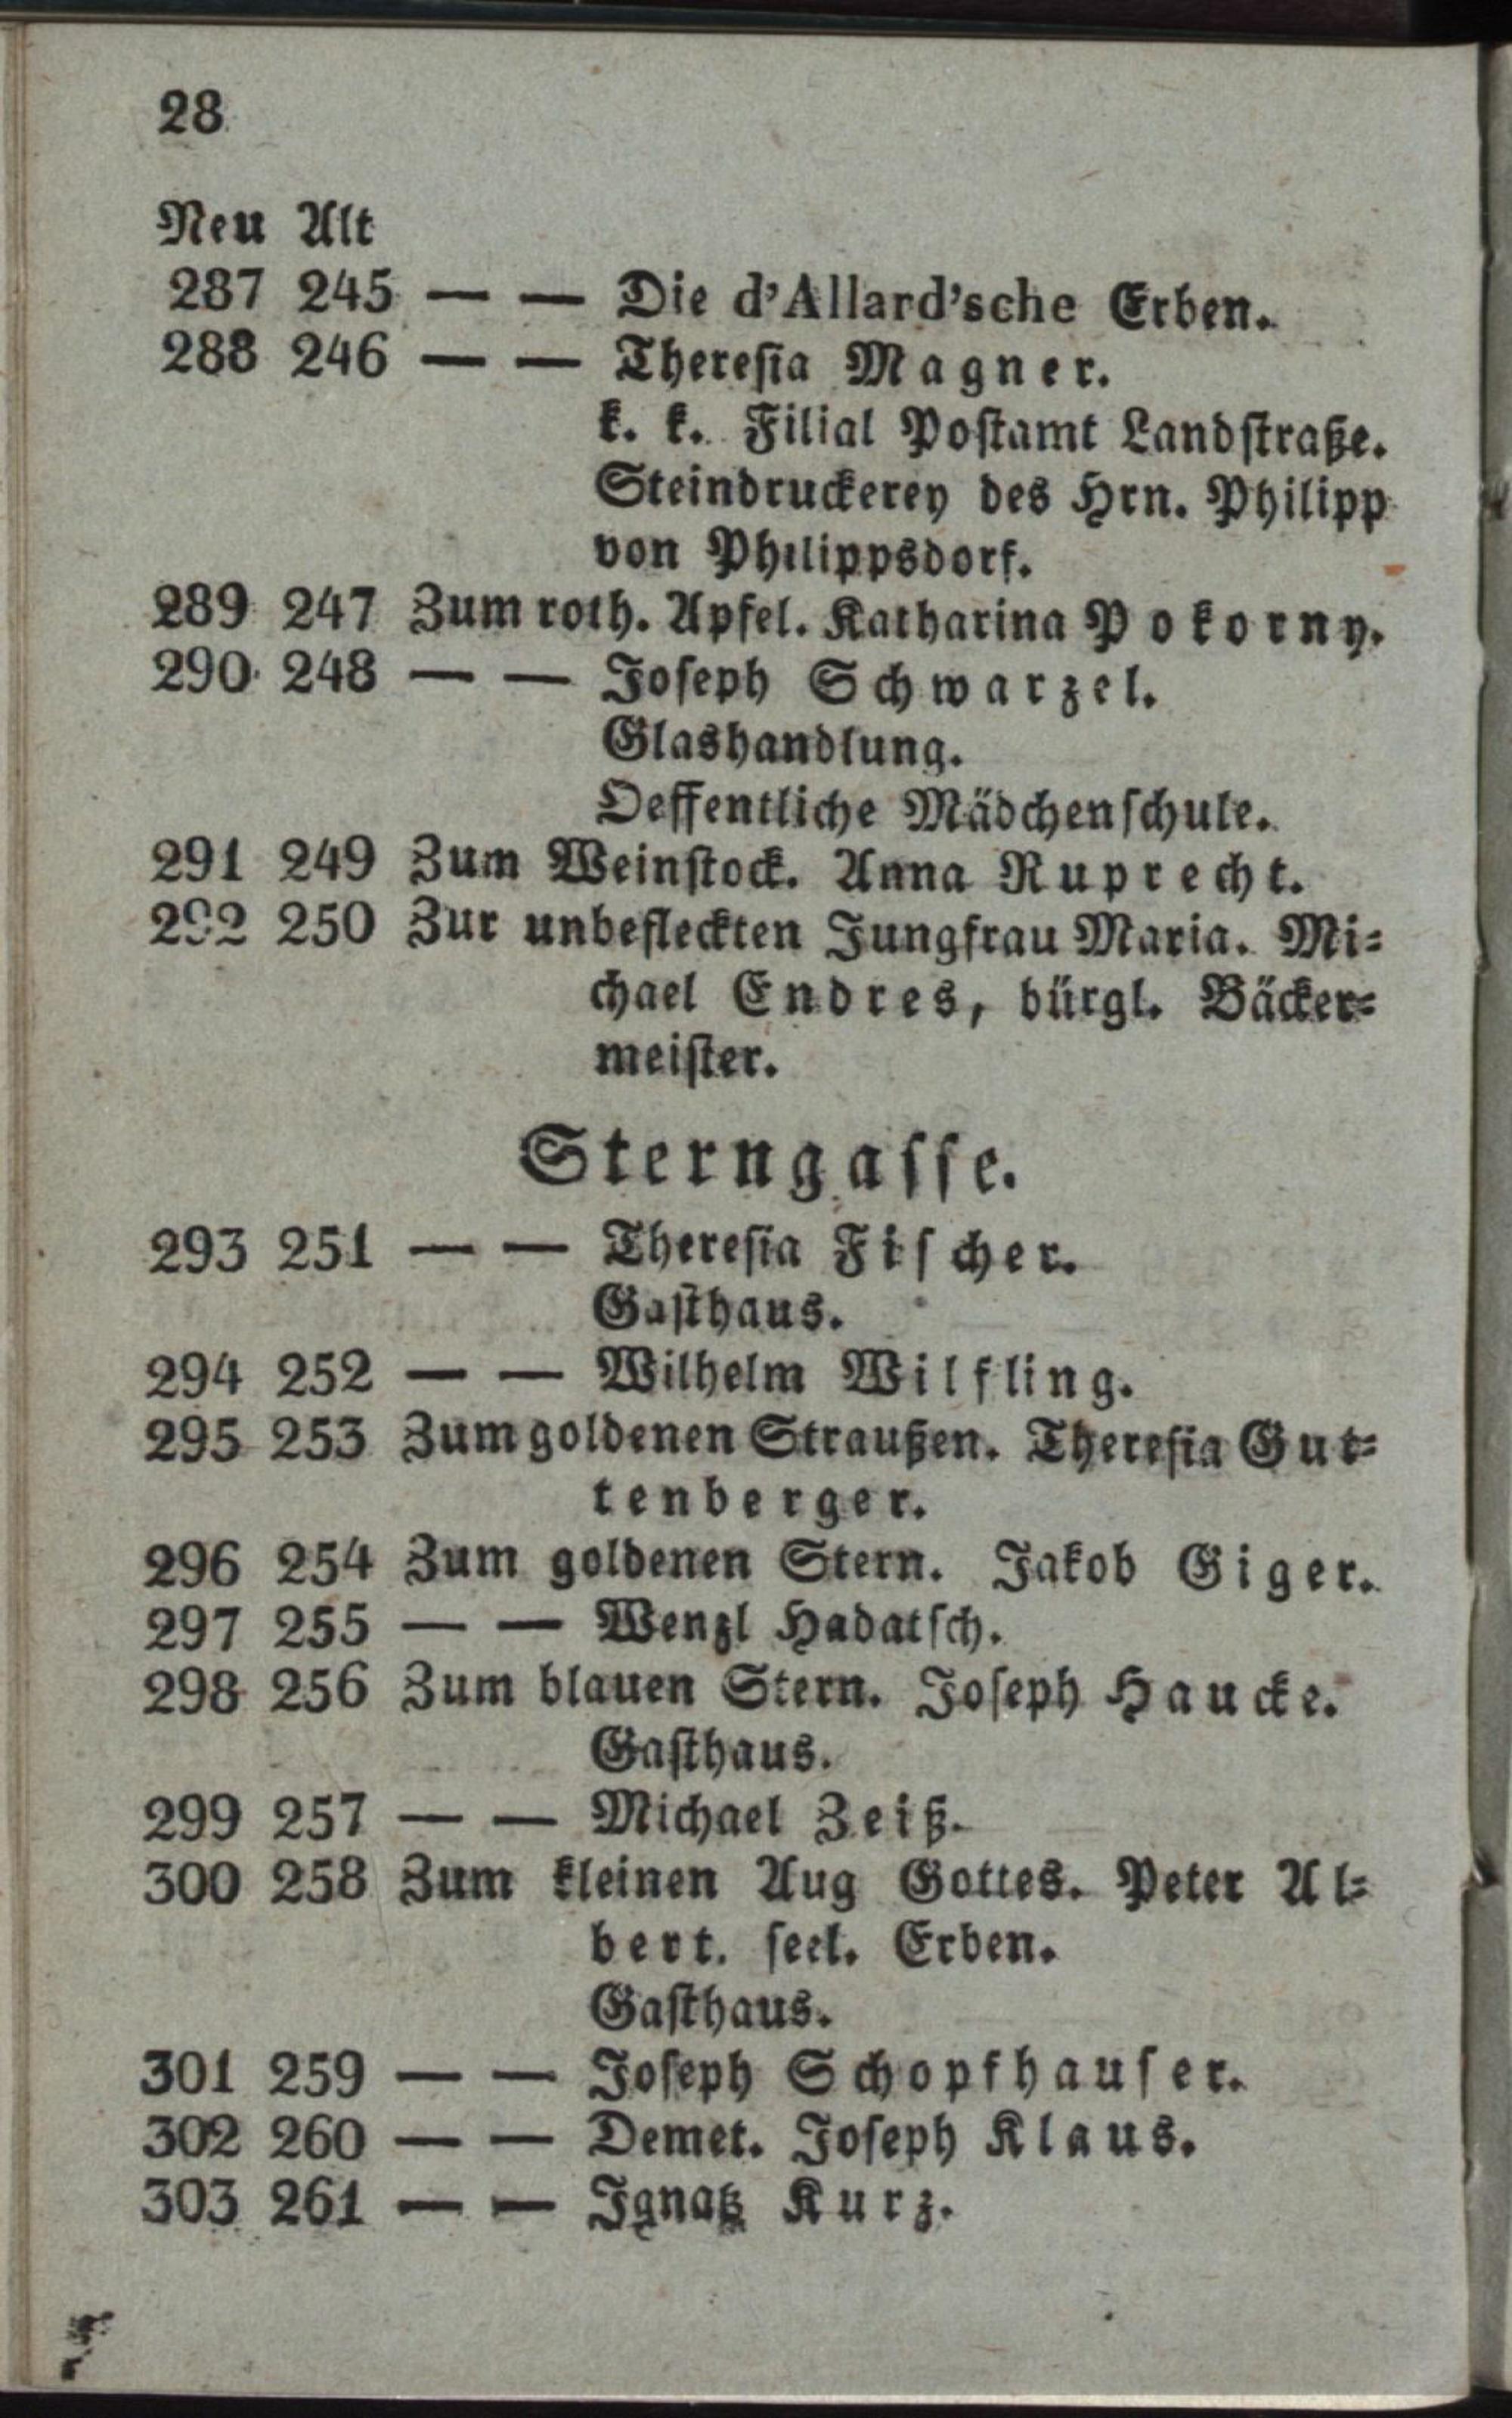 28
Neu Alt
287 245 — — Die d'Allard'sche Erben.
288 246 — — Theresia Magner.
k. k. Filial Postamt Landstraße.
Steindruckerey des Hrn. Philipp
von Philippsdorf.
289 247 Zum roth. Apfel. Katharina Pokorny.
290 248 — — Joseph Schwarzel.
Glashandlung.
Oeffentliche Mädchenschule.
291 249 Zum Weinstock. Anna Ruprecht.
292 250 Zur unbefleckten Jungfrau Maria. Mi-
chael Endres, bürgl. Bäcker-
meister.
Sterngasse.
293 251 — — Theresia Fischer.
Gasthaus.
294 252 — — Wilhelm Wilfling.
295 253 Zum goldenen Straußen. Theresia Gut-
tenberger.
296 254 Zum goldenen Stern. Jakob Giger.
297 255 — — Wenzl Hadatsch.
298 256 Zum blauen Stern. Joseph Haucke.
Gasthaus.
299 257 — — Michael Zeiß.
300 258 Zum kleinen Aug Gottes. Peter Al-
bert. seel. Erben.
Gasthaus.
301 259 — — Joseph Schopfhauser.
302 260 — — Demet. Joseph Klaus.
303 261 — — Ignatz Kurz.